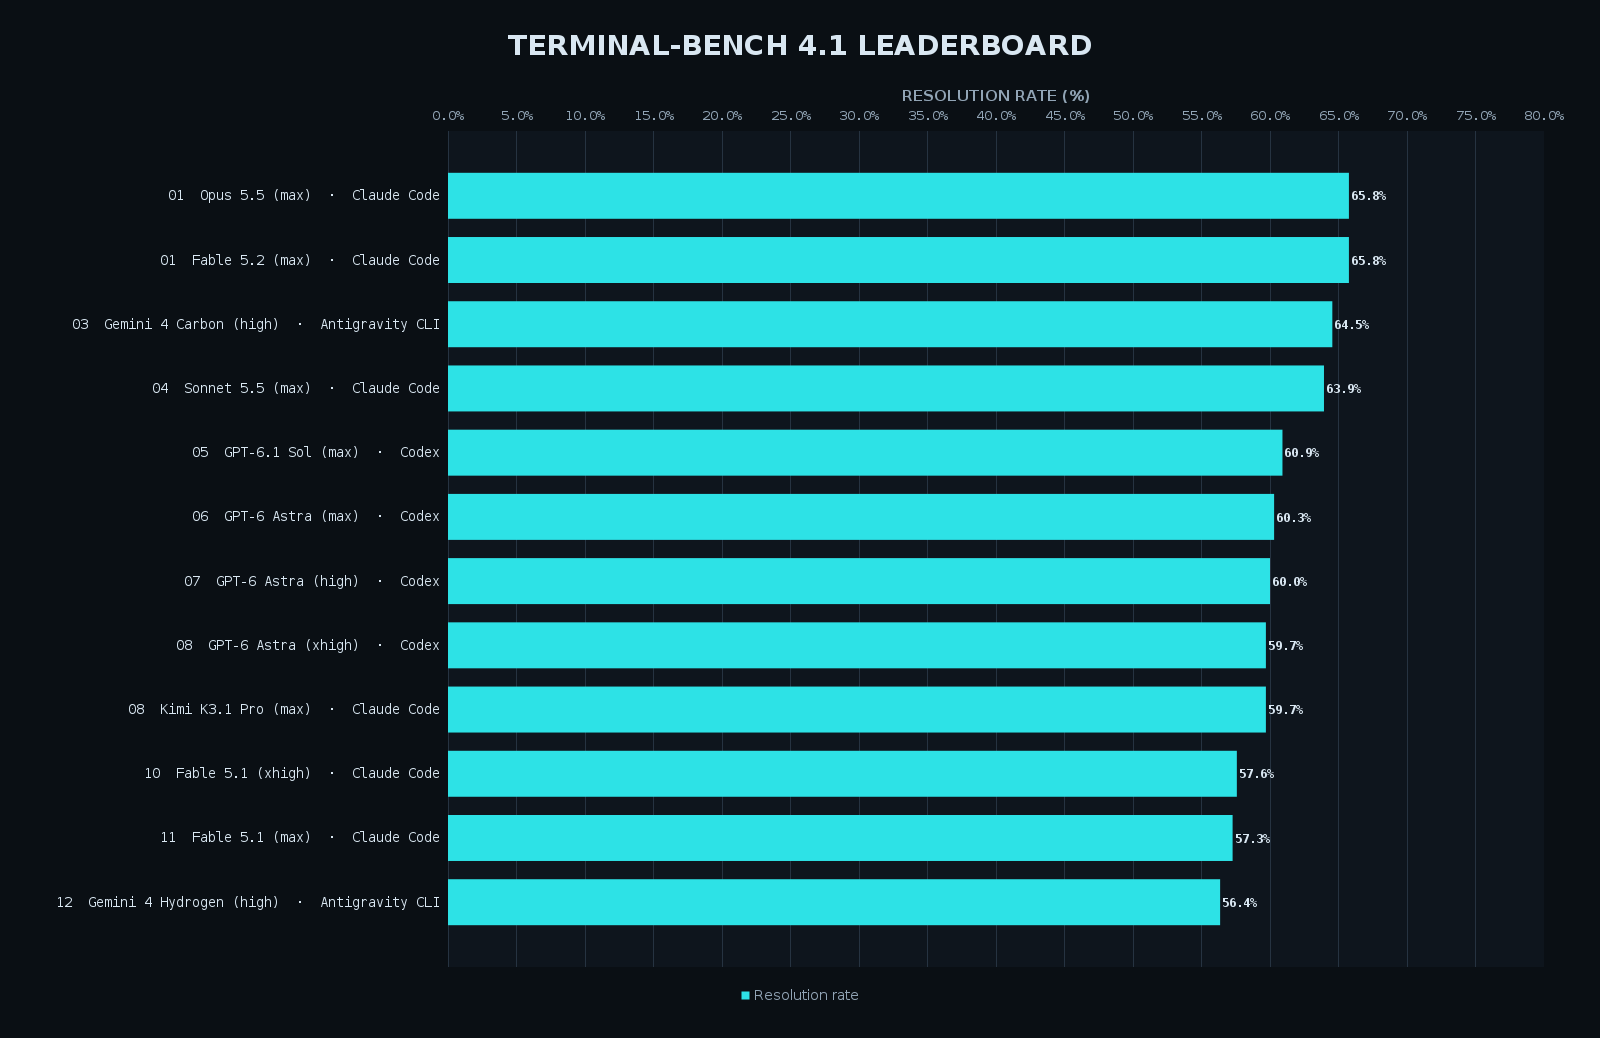 TERMINAL-BENCH 4.1 LEADERBOARD
RESOLUTION RATE (%)
0.0% 5.0% 10.0% 15.0% 20.0% 25.0% 30.0% 35.0% 40.0% 45.0% 50.0% 55.0% 60.0% 65.0% 70.0% 75.0% 80.0%
01 Opus 5.5 (max) · Claude Code 65.8%
01 Fable 5.2 (max) · Claude Code 65.8%
03 Gemini 4 Carbon (high) · Antigravity CLI 64.5%
04 Sonnet 5.5 (max) · Claude Code 63.9%
05 GPT-6.1 Sol (max) · Codex 60.9%
06 GPT-6 Astra (max) · Codex 60.3%
07 GPT-6 Astra (high) · Codex 60.0%
08 GPT-6 Astra (xhigh) · Codex 59.7%
08 Kimi K3.1 Pro (max) · Claude Code 59.7%
10 Fable 5.1 (xhigh) · Claude Code 57.6%
11 Fable 5.1 (max) · Claude Code 57.3%
12 Gemini 4 Hydrogen (high) · Antigravity CLI 56.4%
Resolution rate